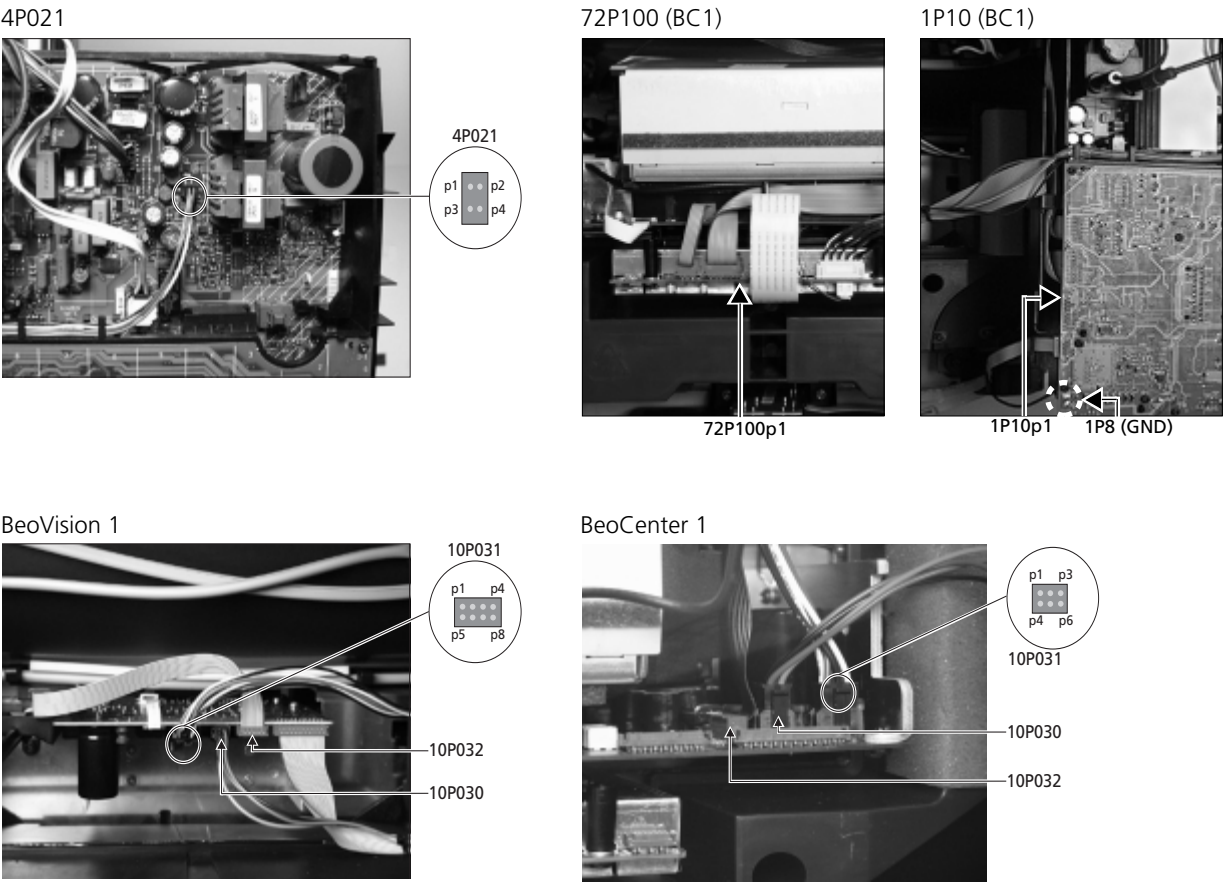 4P021
4P021
p1 p2
p3 p4
72P100 (BC1)
72P100p1
1P10 (BC1)
1P10p1 1P8 (GND)
BeoVision 1
10P031
p1 p4
p5 p8
10P032
10P030
BeoCenter 1
p1 p3
p4 p6
10P031
10P030
10P032